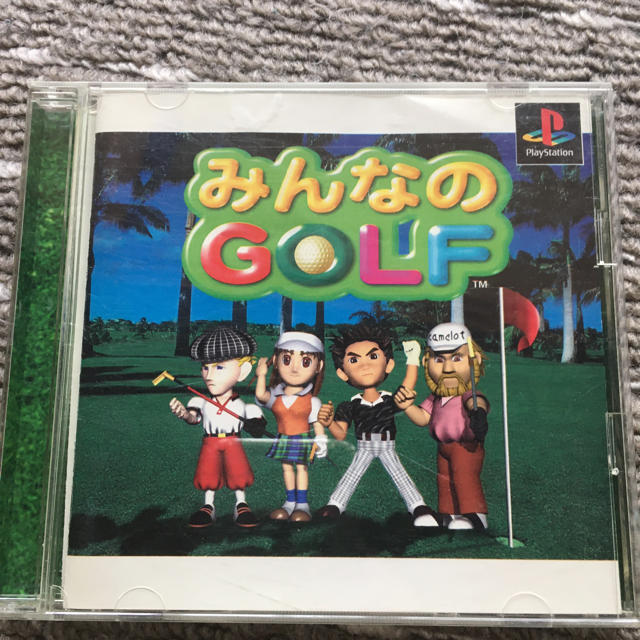 PlayStation
みんなの
GOLF
TM
camelot